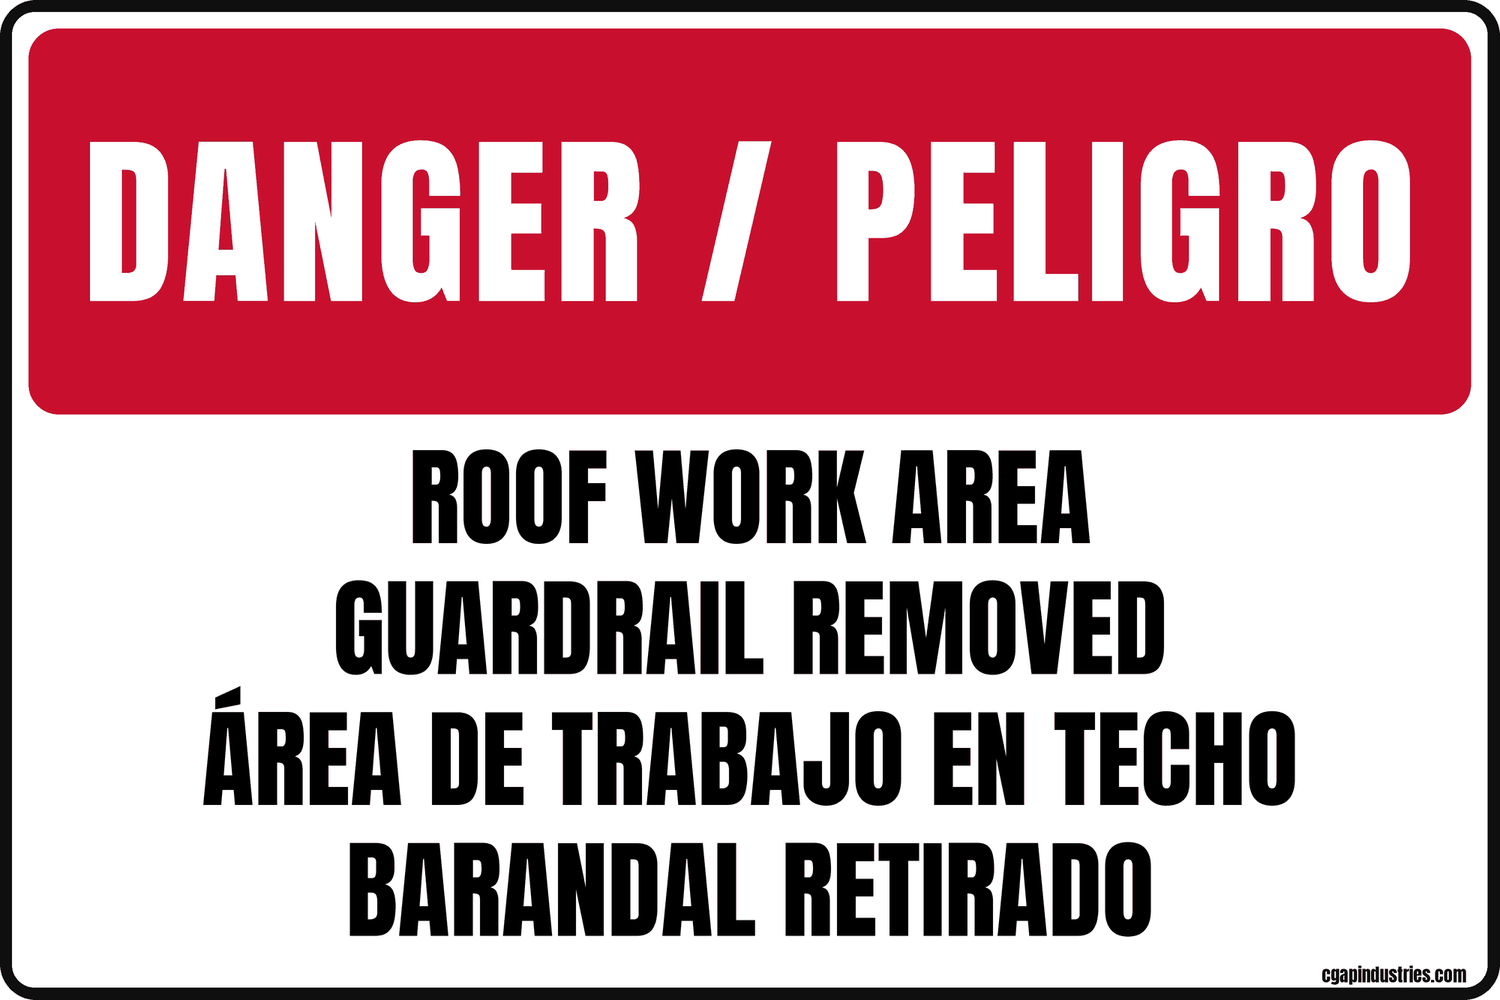 DANGER / PELIGRO
ROOF WORK AREA
GUARDRAIL REMOVED
ÁREA DE TRABAJO EN TECHO
BARANDAL RETIRADO
cgapindustries.com